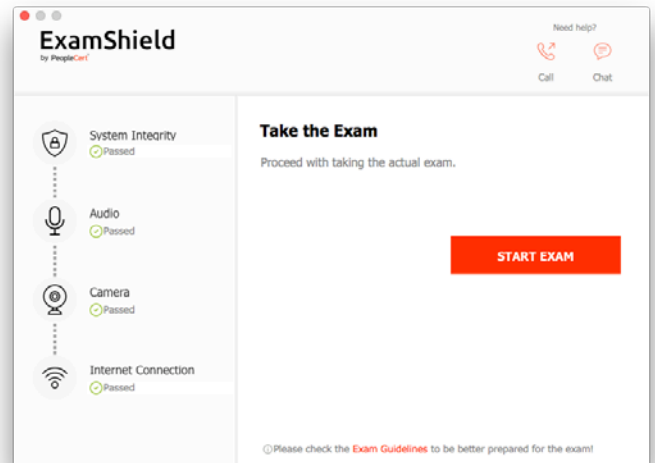 Need help?
ExamShield
by PeopleCert
Call
Chat
System Integrity
Passed
Audio
Passed
Camera
Passed
Internet Connection
Passed
Take the Exam
Proceed with taking the actual exam.
START EXAM
Please check the Exam Guidelines to be better prepared for the exam!